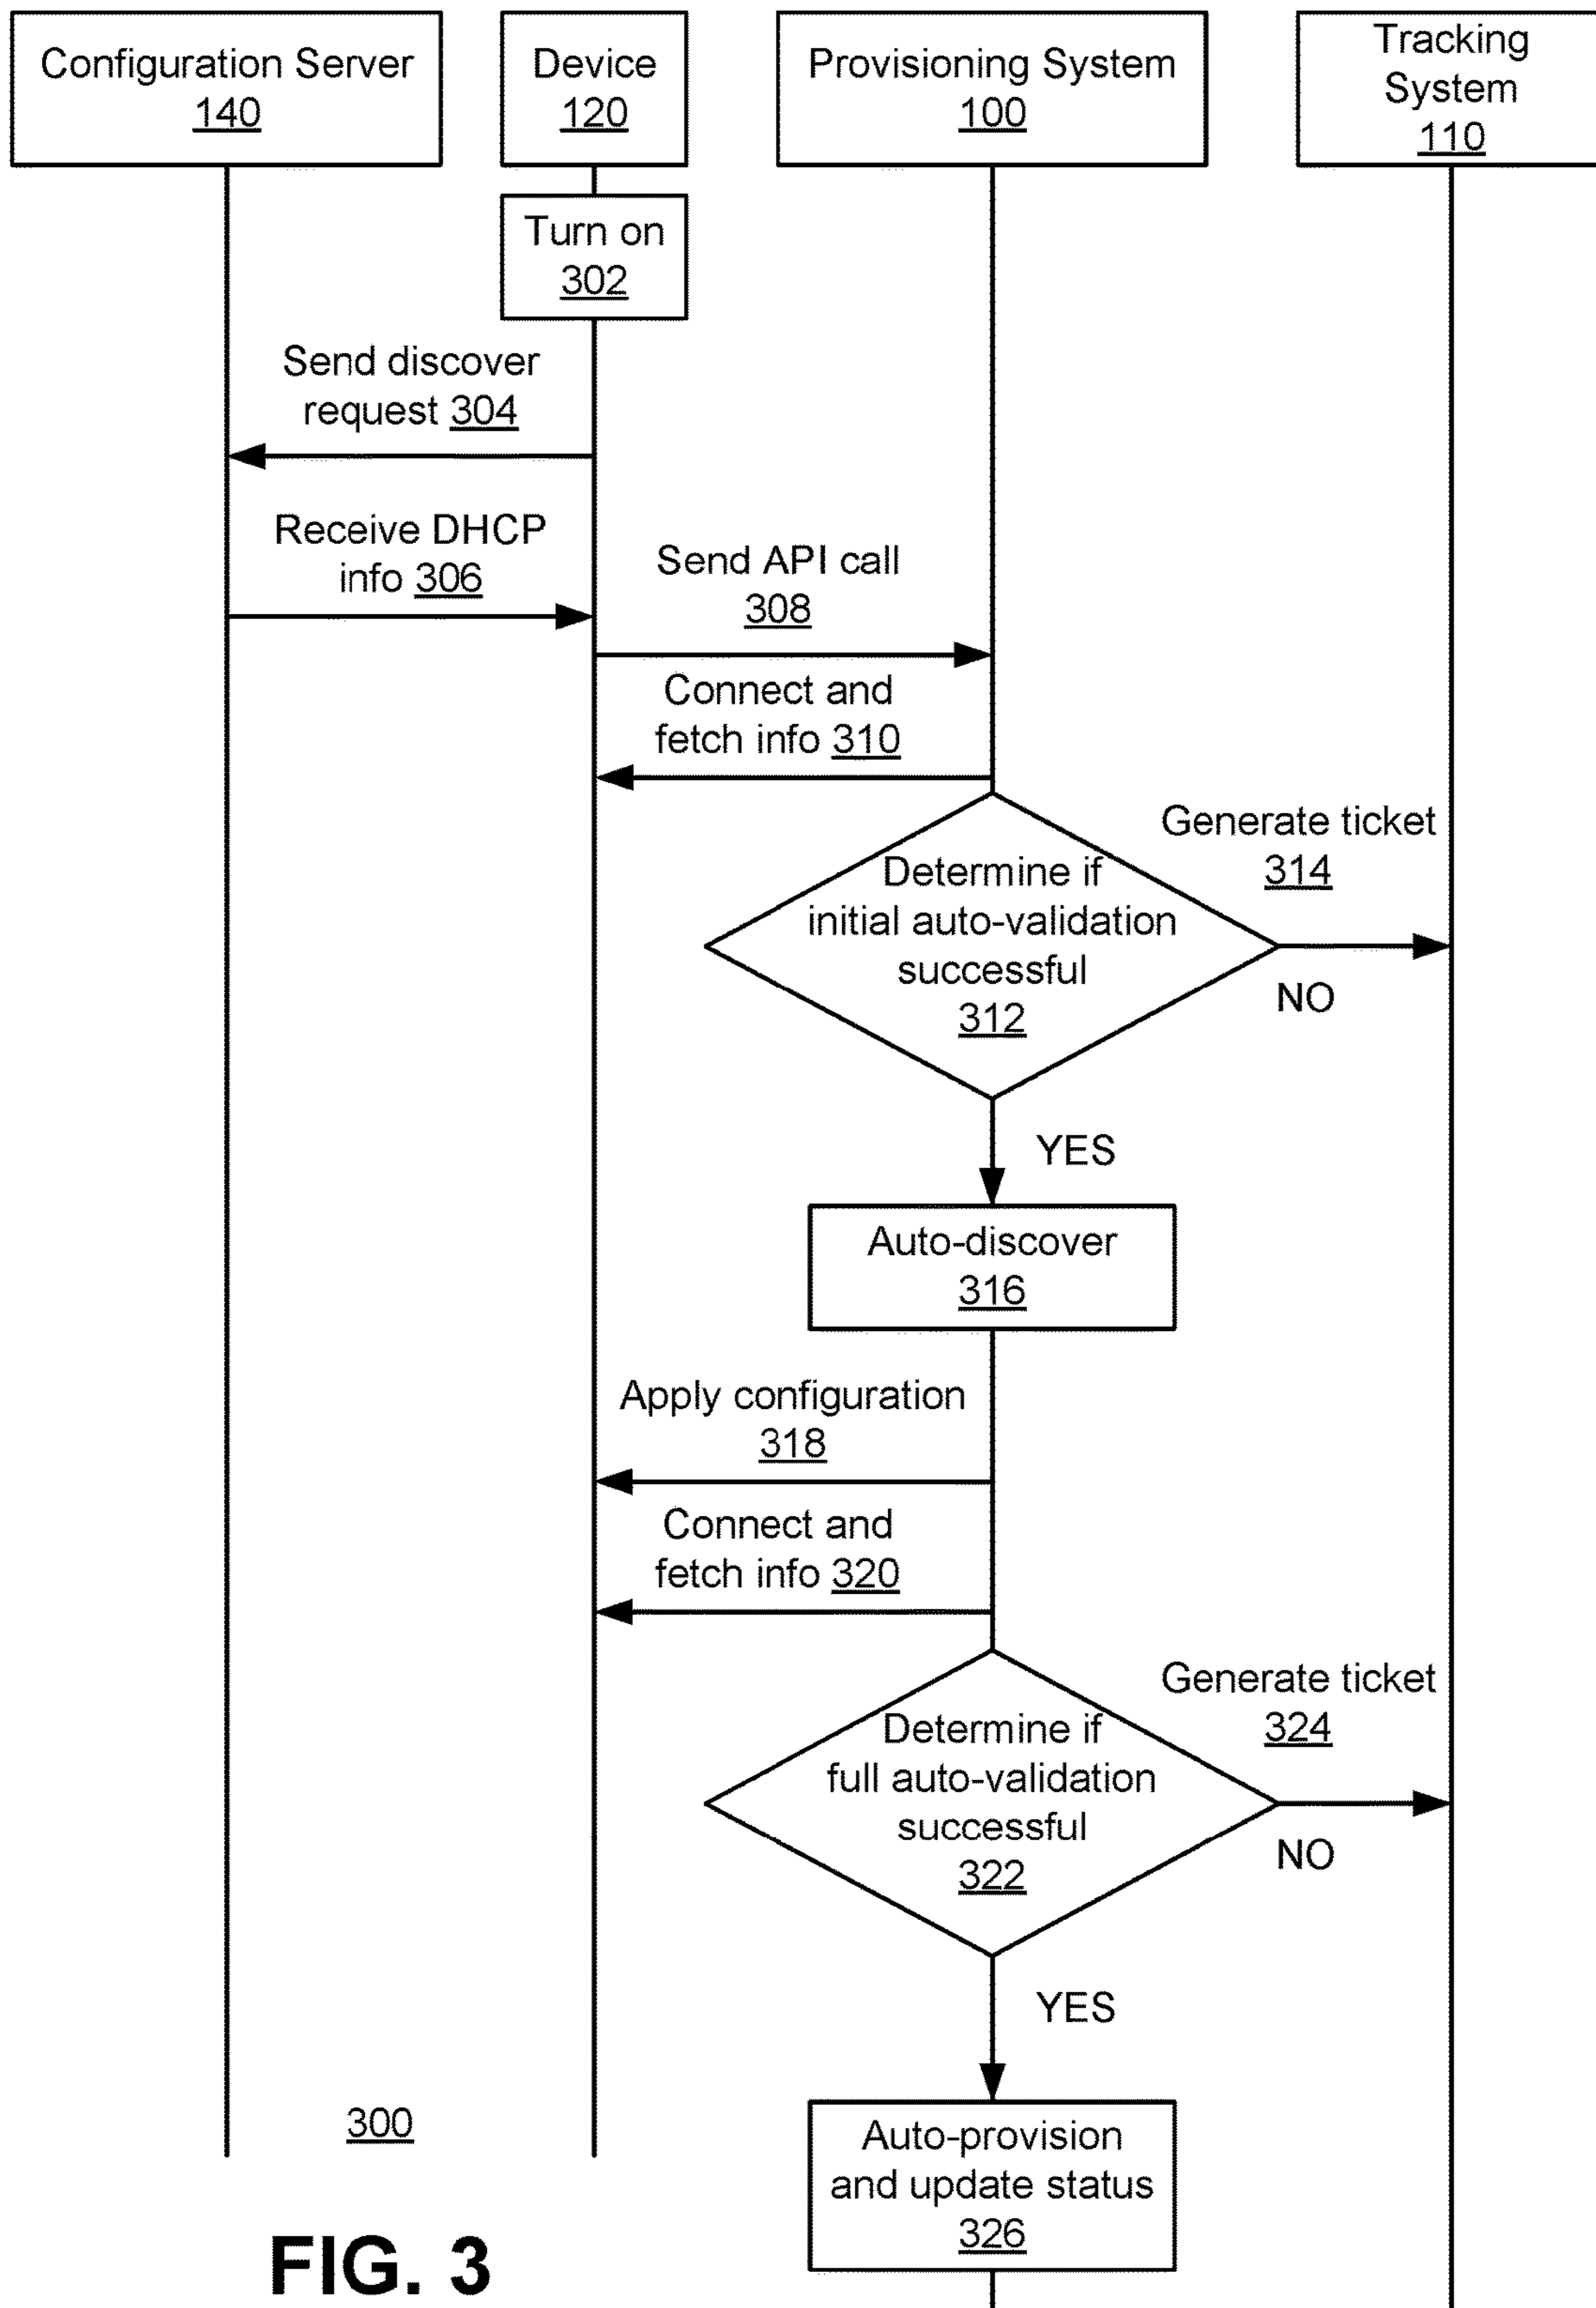 Configuration Server
140
Device
120
Provisioning System
100
Tracking
System
110
Turn on
302
Send discover
request 304
Receive DHCP
info 306
Send API call
308
Connect and
fetch info 310
Generate ticket
314
Determine if
initial auto-validation
successful
312
NO
YES
Auto-discover
316
Apply configuration
318
Connect and
fetch info 320
Generate ticket
324
Determine if
full auto-validation
successful
322
NO
YES
Auto-provision
and update status
326
300
FIG. 3